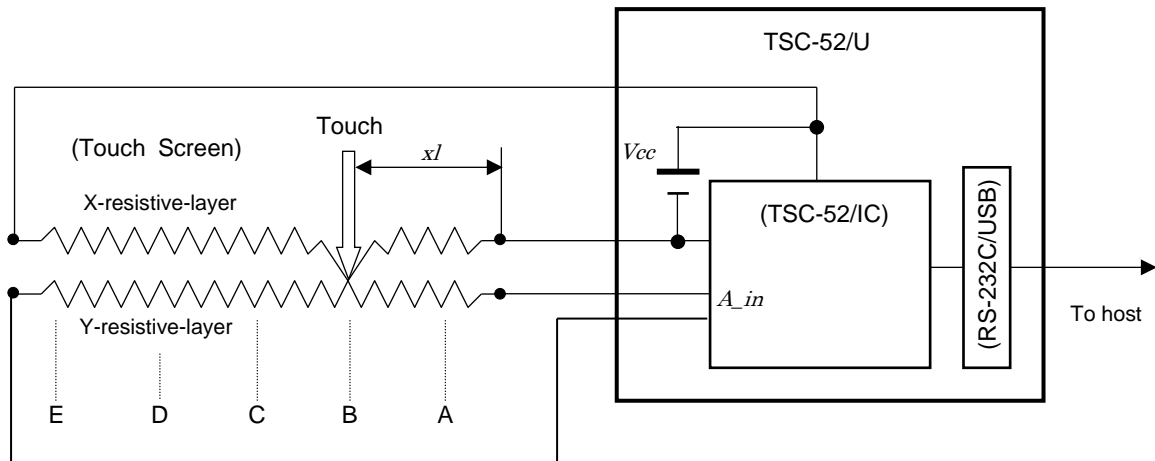 TSC-52/U
Touch
(Touch Screen)
xl
Vcc
X-resistive-layer
(TSC-52/IC)
(RS-232C/USB)
A_in
Y-resistive-layer
To host
E D C B A